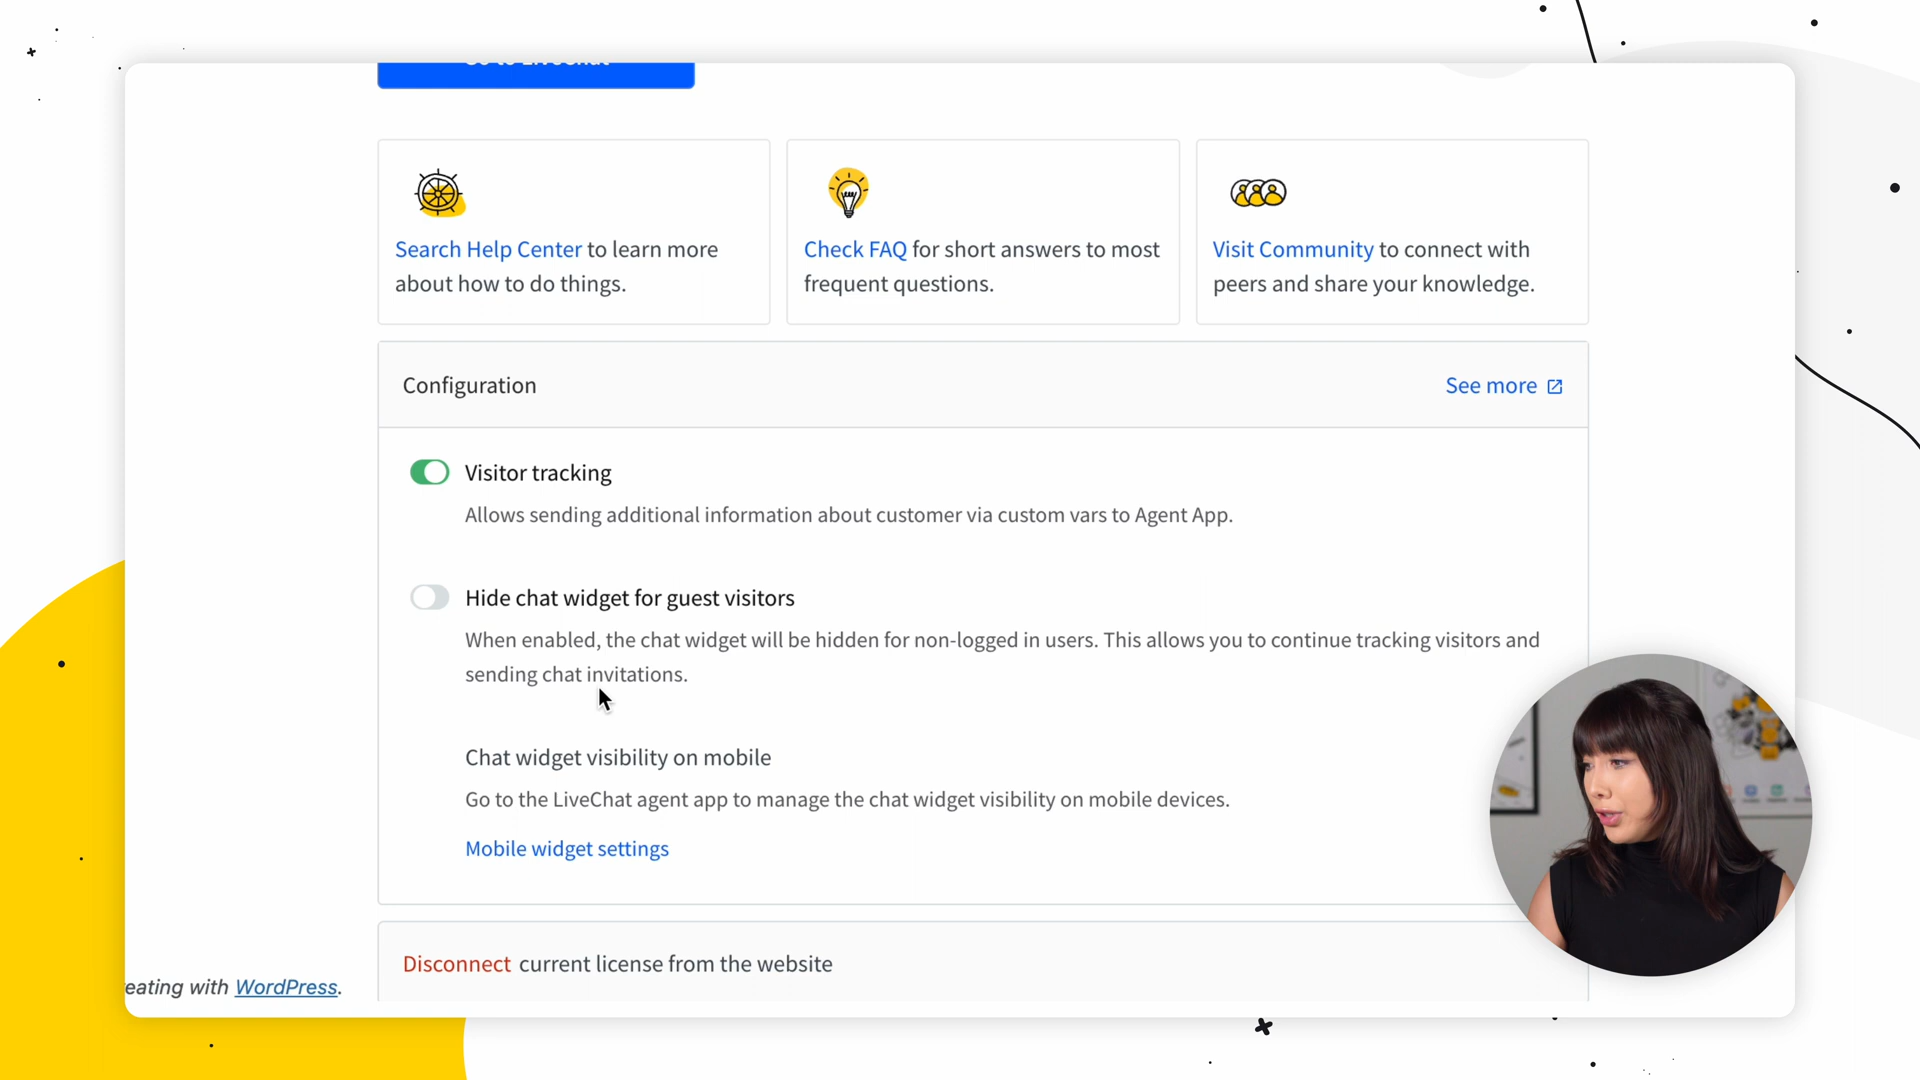 Search Help Center to learn more
about how to do things.
Check FAQ for short answers to most
frequent questions.
Visit Community to connect with
peers and share your knowledge.
Configuration
See more
Visitor tracking
Allows sending additional information about customer via custom vars to Agent App.
Hide chat widget for guest visitors
When enabled, the chat widget will be hidden for non-logged in users. This allows you to continue tracking visitors and
sending chat invitations.
Chat widget visibility on mobile
Go to the LiveChat agent app to manage the chat widget visibility on mobile devices.
Mobile widget settings
Disconnect current license from the website
eating with WordPress.